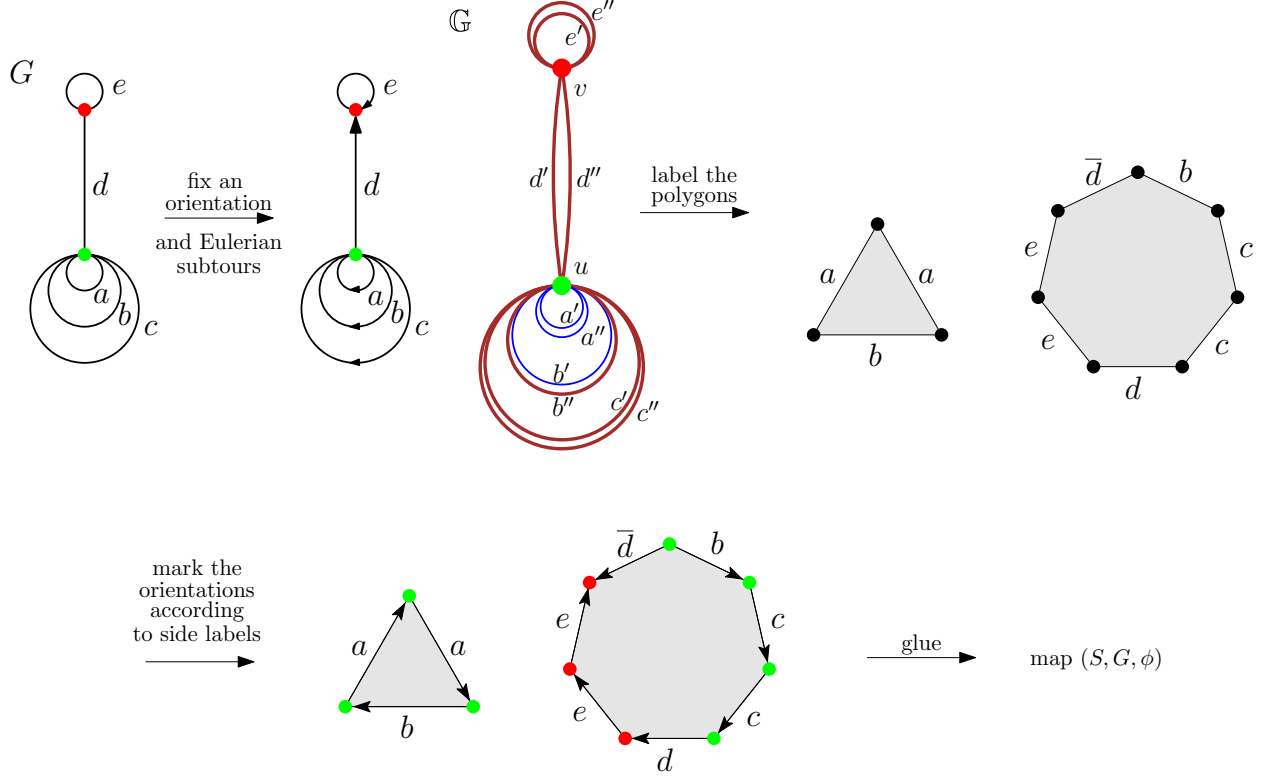 G
e
d
a
b
c
fix an
orientation
and Eulerian
subtours
e
d
a
b
c
𝔾
e″
e′
v
d′
d″
u
a′
a″
b′
b″
c′
c″
label the
polygons
a
a
b
d̅
b
e
c
e
c
d
mark the
orientations
according
to side labels
a
a
b
d̅
b
e
c
e
c
d
glue
map (S, G, ϕ)